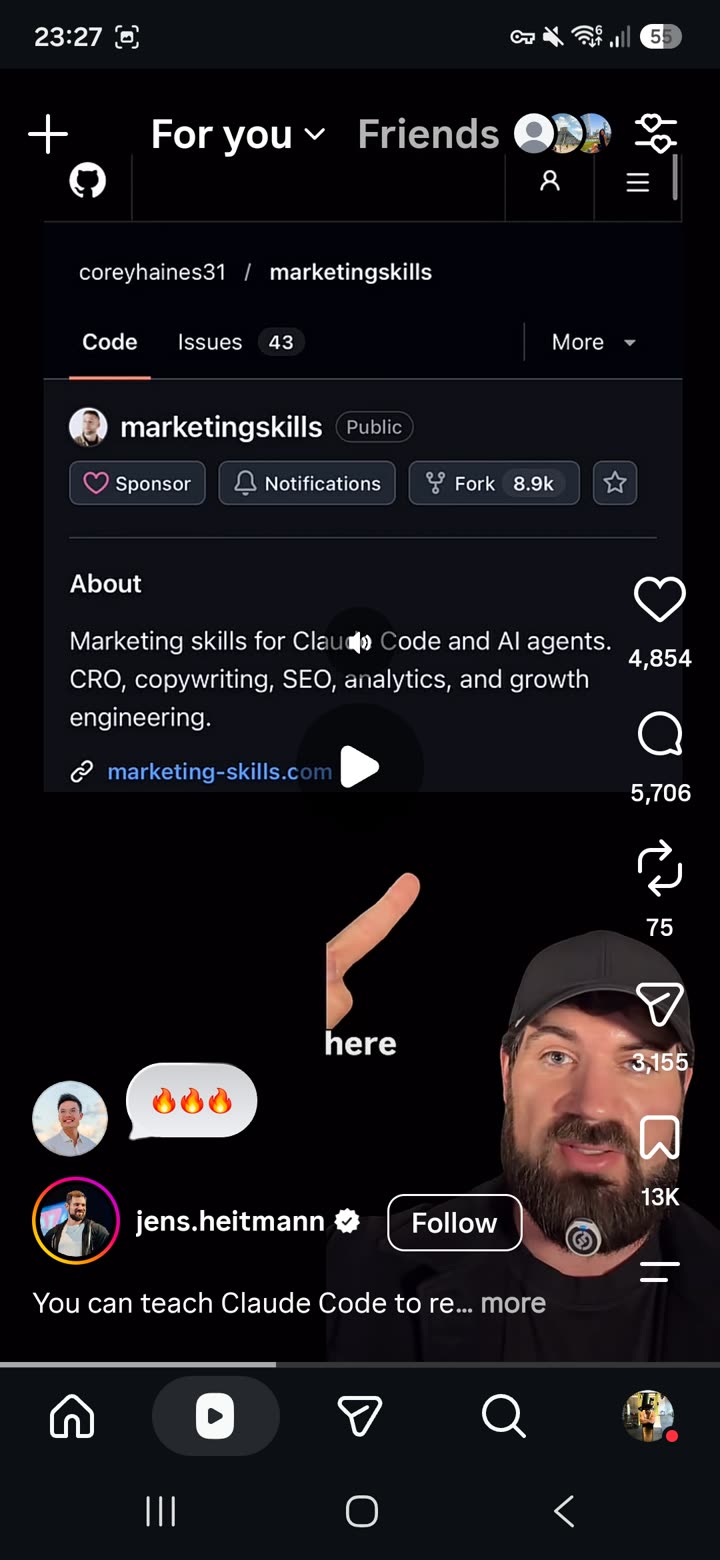 23:27
55
For you
Friends
coreyhaines31 / marketingskills
Code
Issues 43
More
marketingskills Public
Sponsor
Notifications
Fork 8.9k
About
Marketing skills for Claude Code and AI agents.
CRO, copywriting, SEO, analytics, and growth
engineering.
marketing-skills.com
4,854
5,706
75
3,155
13K
here
🔥🔥🔥
jens.heitmann
Follow
You can teach Claude Code to re... more